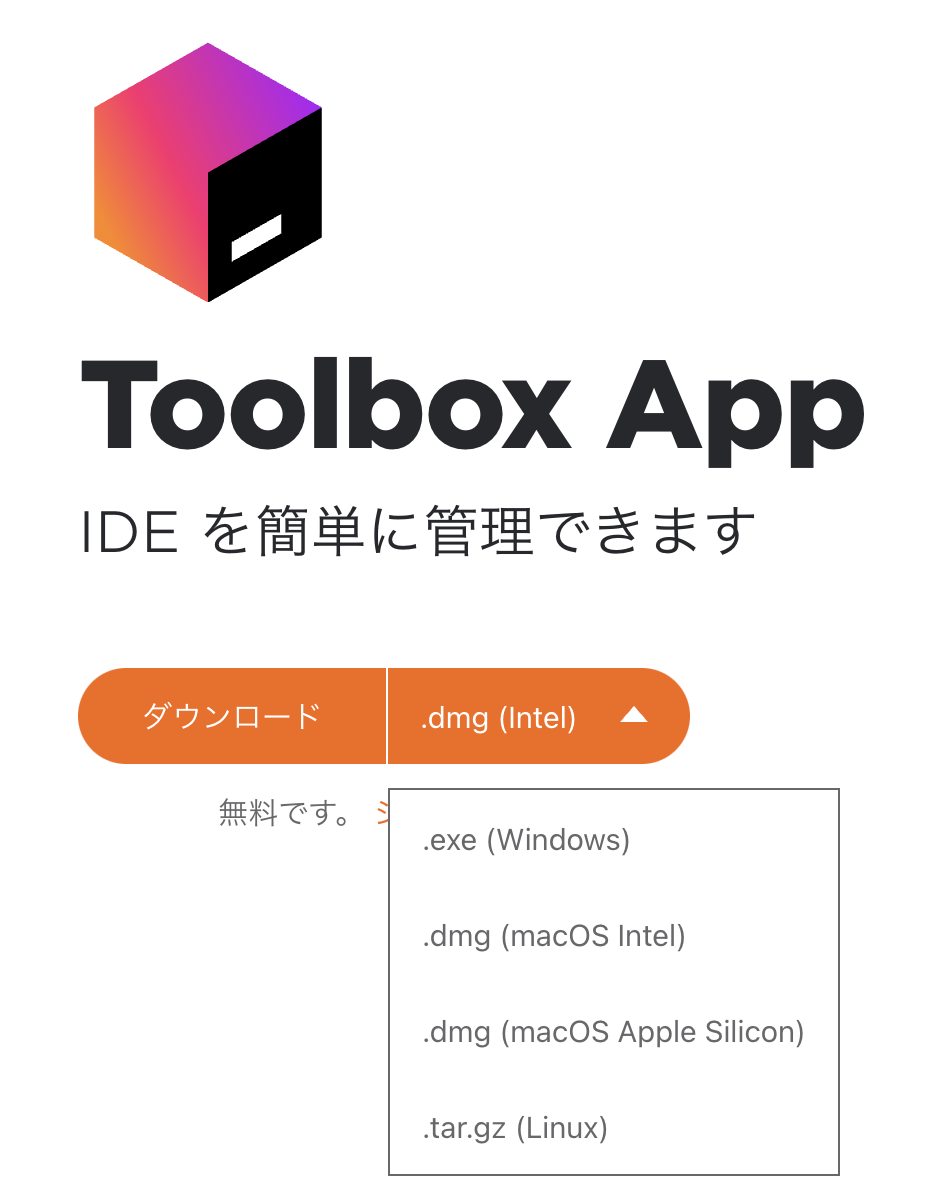 Toolbox App
IDE を簡単に管理できます
ダウンロード .dmg (Intel)
無料です。
.exe (Windows)
.dmg (macOS Intel)
.dmg (macOS Apple Silicon)
.tar.gz (Linux)